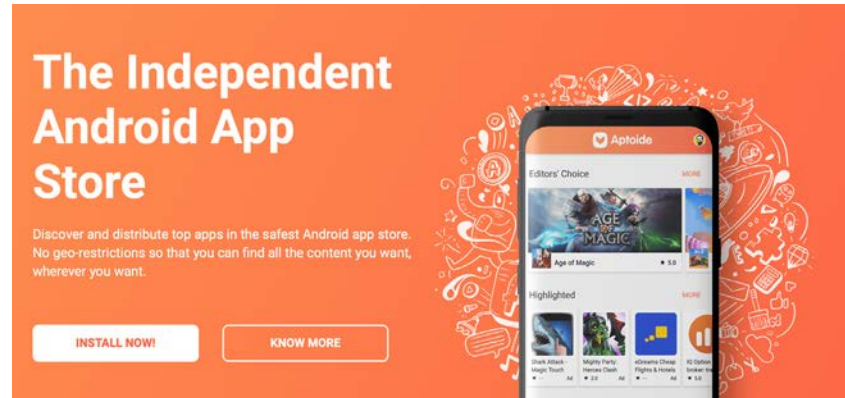 The Independent
Android App
Store
Discover and distribute top apps in the safest Android app store.
No geo-restrictions so that you can find all the content you want,
wherever you want.
INSTALL NOW!
KNOW MORE
Aptoide
Editors' Choice
MORE
AGE
OF
MAGIC
Age of Magic
★ 5.0
Highlighted
MORE
Shark Attack -
Magic Touch
★ -- Ad
Mighty Party:
Heroes Clash
★ 2.0 Ad
eDreams Cheap
Flights & Hotels
★ -- Ad
IQ Option
broker: tra
★ 5.0